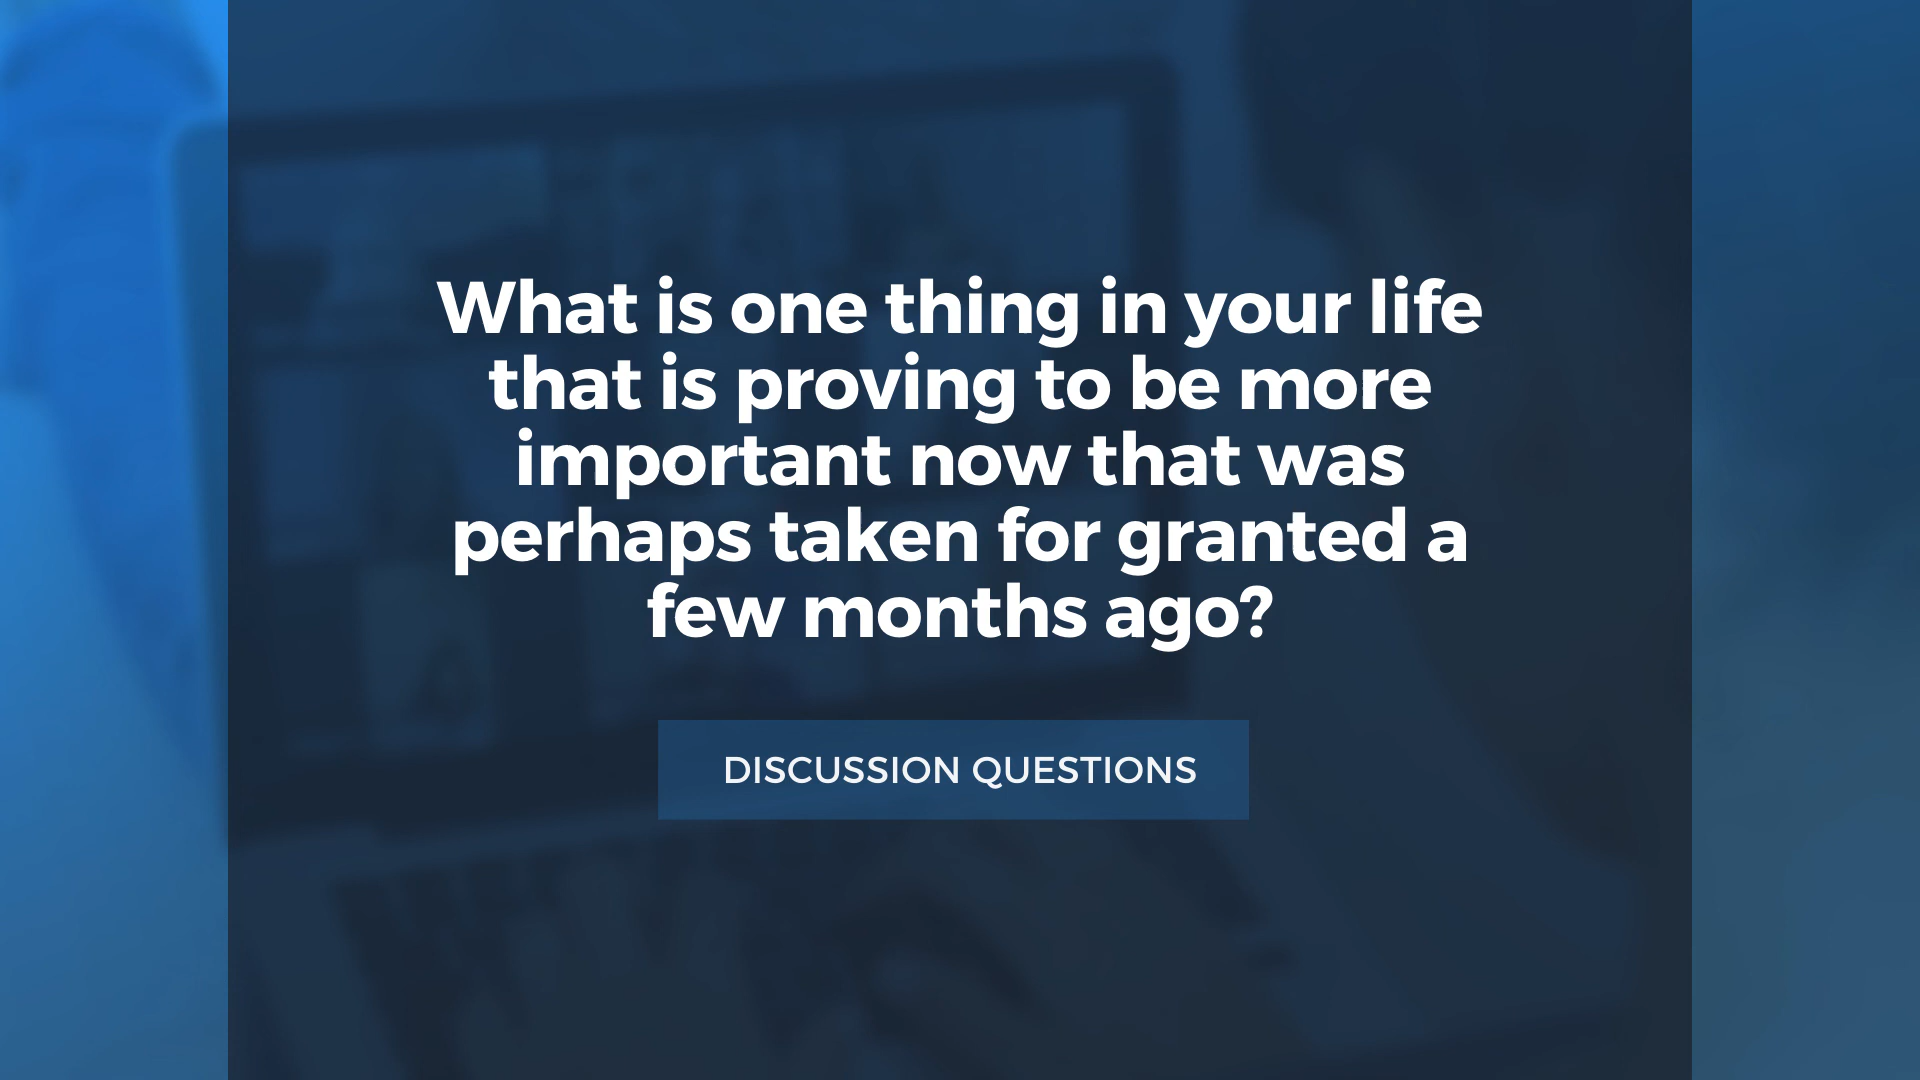 What is one thing in your life
that is proving to be more
important now that was
perhaps taken for granted a
few months ago?
DISCUSSION QUESTIONS